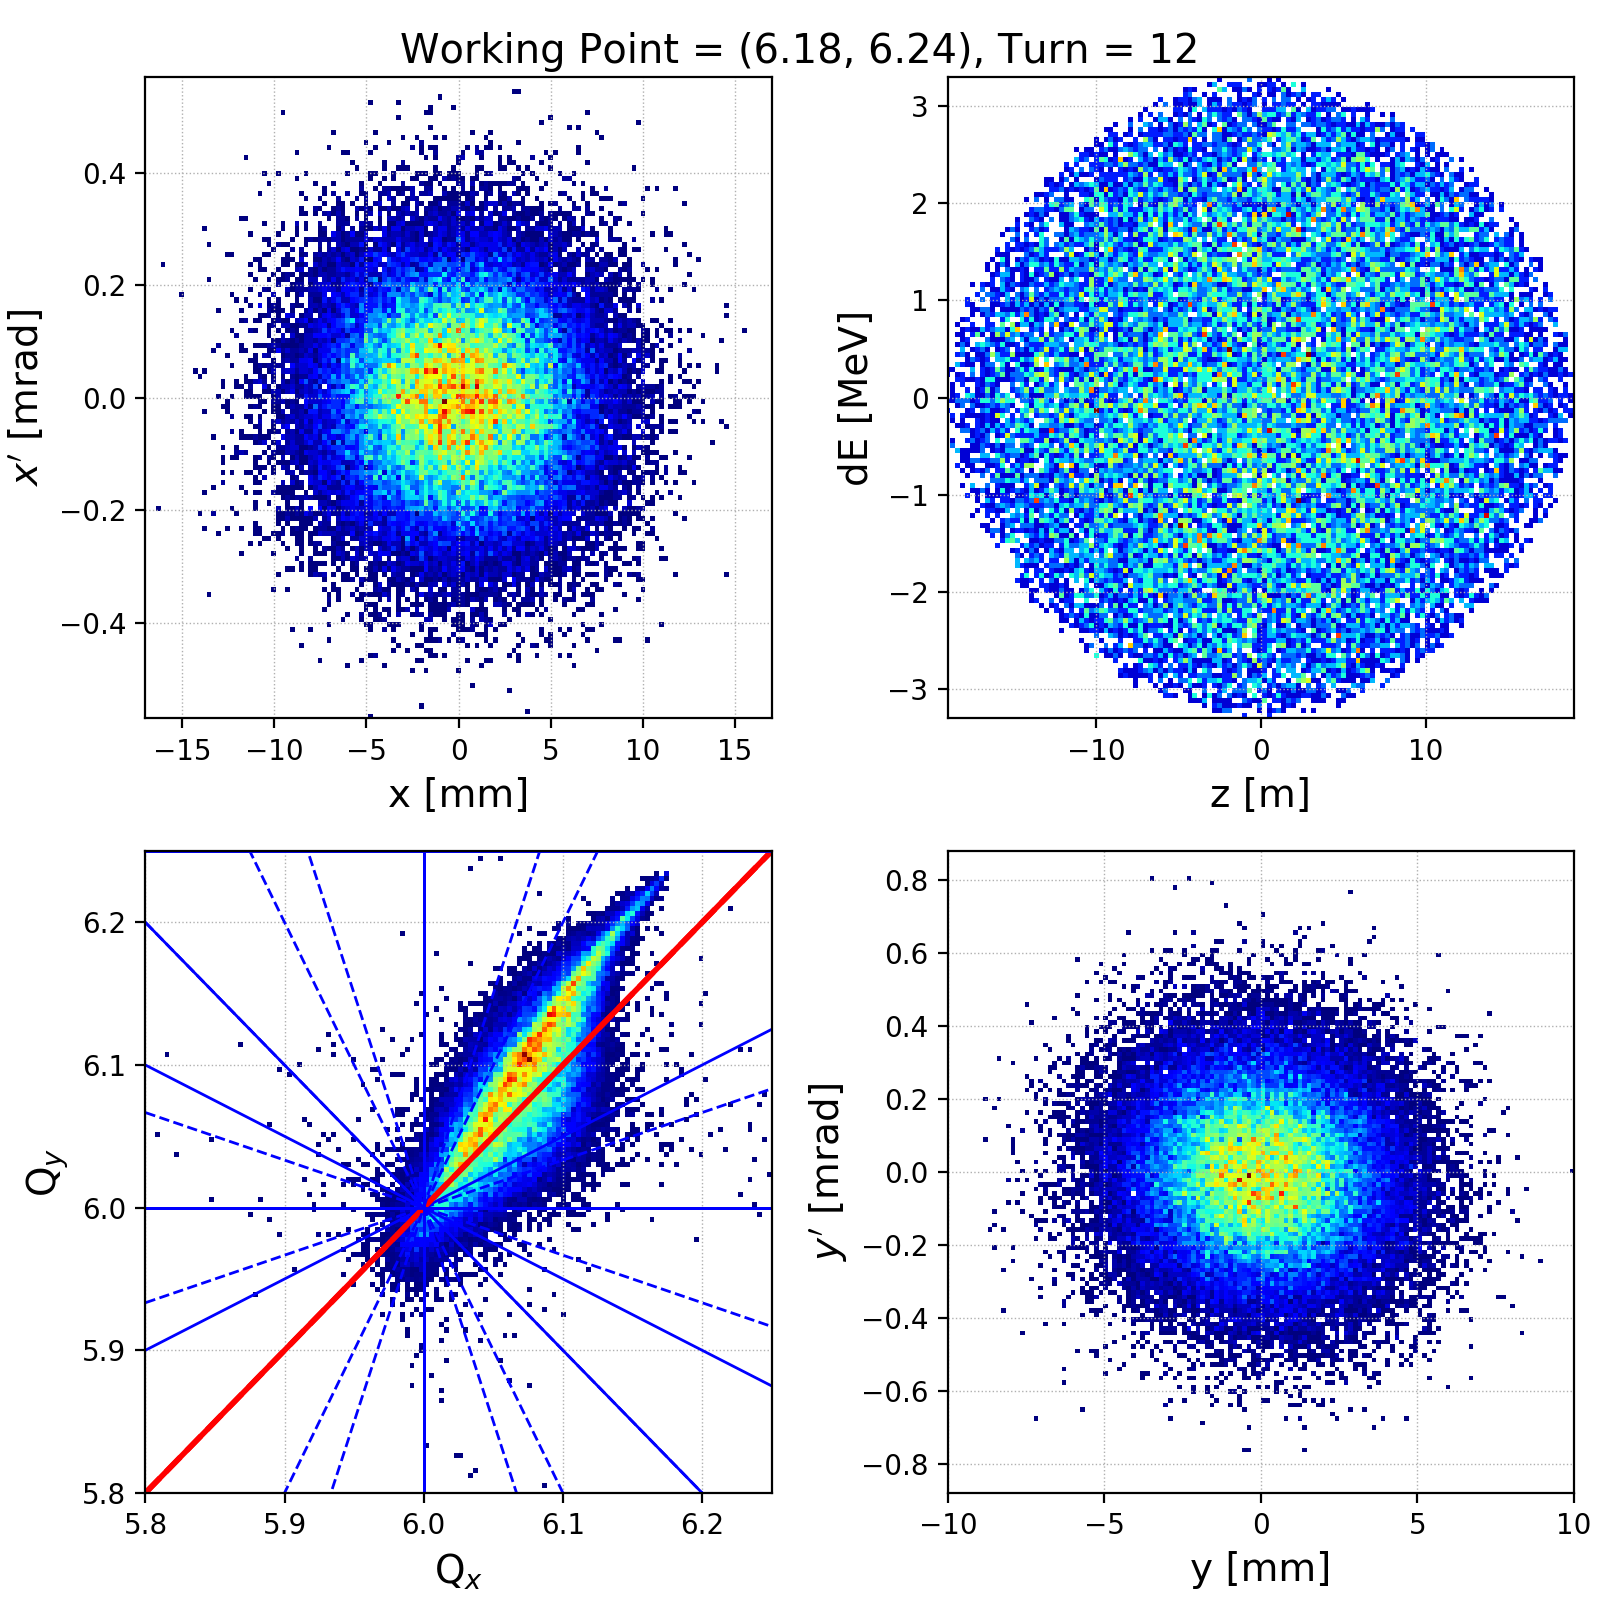 Working Point = (6.18, 6.24), Turn = 12
0.4
0.2
0.0
−0.2
−0.4
x′ [mrad]
−15 −10 −5 0 5 10 15
x [mm]
3
2
1
0
−1
−2
−3
dE [MeV]
−10 0 10
z [m]
6.2
6.1
6.0
5.9
5.8
Qy
5.8 5.9 6.0 6.1 6.2
Qx
0.8
0.6
0.4
0.2
0.0
−0.2
−0.4
−0.6
−0.8
y′ [mrad]
−10 −5 0 5 10
y [mm]